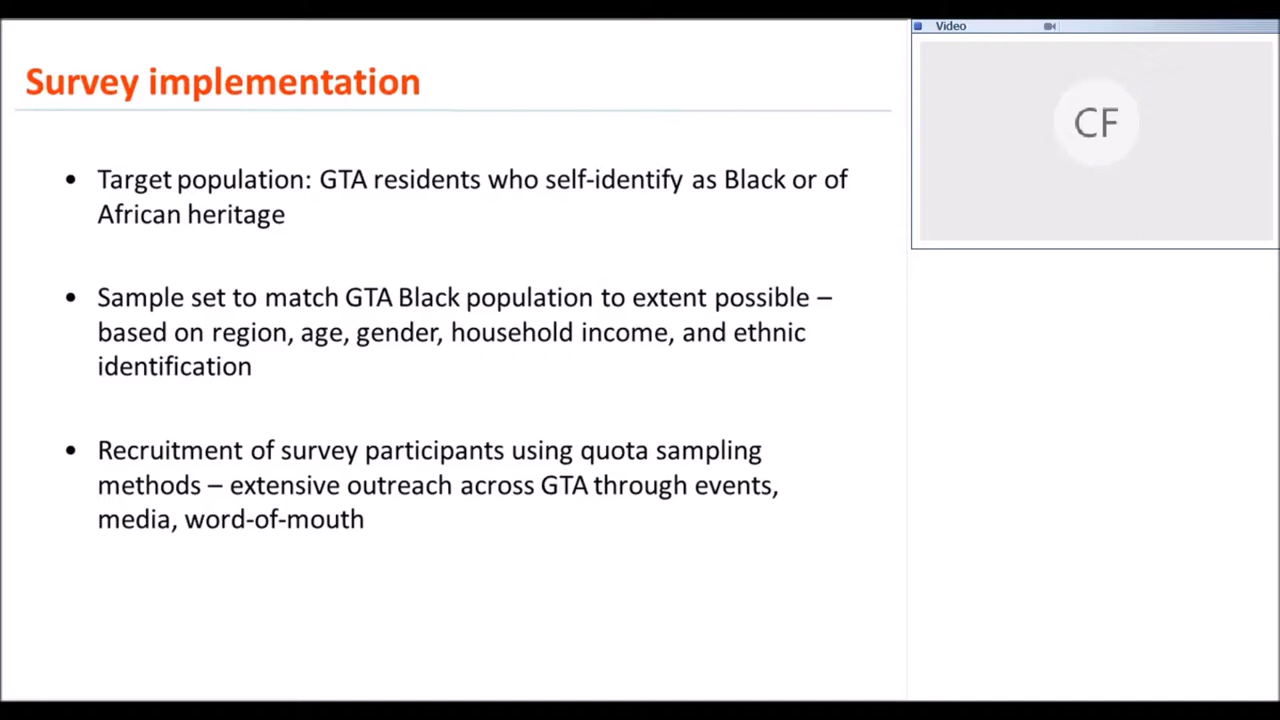 Survey implementation
• Target population: GTA residents who self-identify as Black or of
African heritage
• Sample set to match GTA Black population to extent possible –
based on region, age, gender, household income, and ethnic
identification
• Recruitment of survey participants using quota sampling
methods – extensive outreach across GTA through events,
media, word-of-mouth
Video
CF